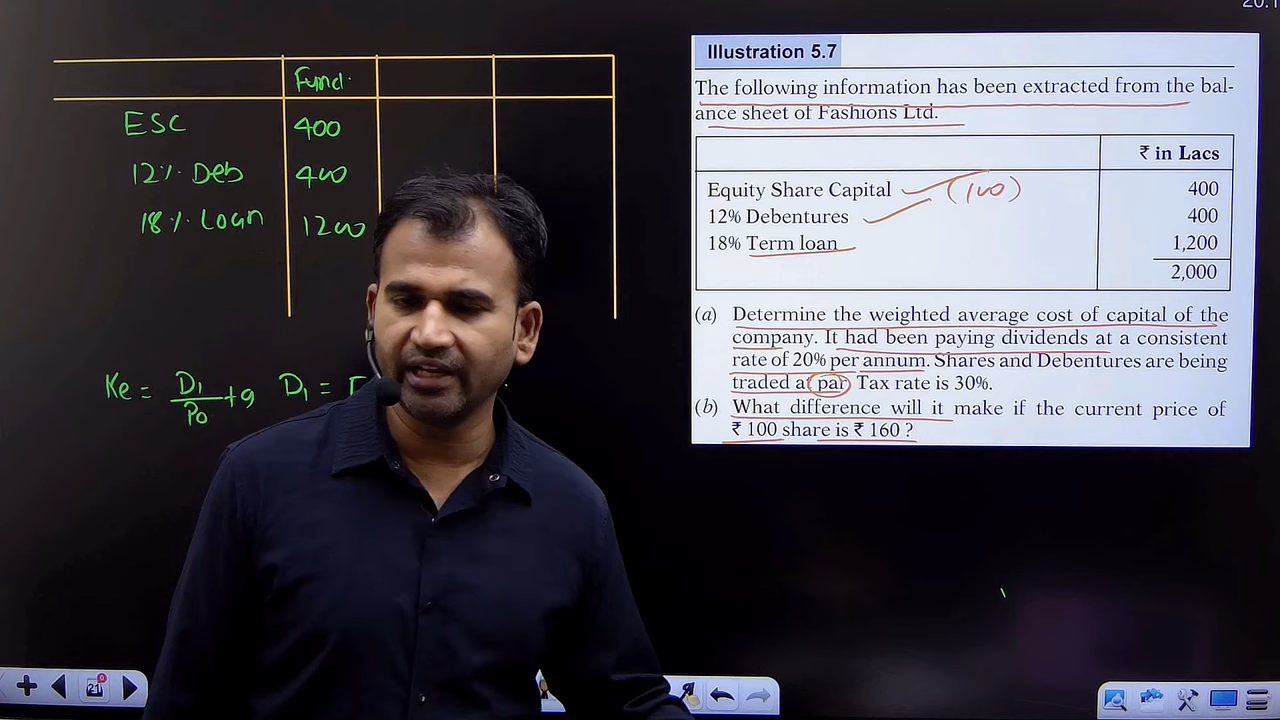 Fund
ESC 400
12% Deb 400
18% Loan 1200
Ke = D1/P0 + g D1 =
Illustration 5.7
The following information has been extracted from the bal-
ance sheet of Fashions Ltd.
₹ in Lacs
Equity Share Capital (100) 400
12% Debentures 400
18% Term loan 1,200
2,000
(a) Determine the weighted average cost of capital of the
company. It had been paying dividends at a consistent
rate of 20% per annum. Shares and Debentures are being
traded at par Tax rate is 30%.
(b) What difference will it make if the current price of
₹ 100 share is ₹ 160 ?
21